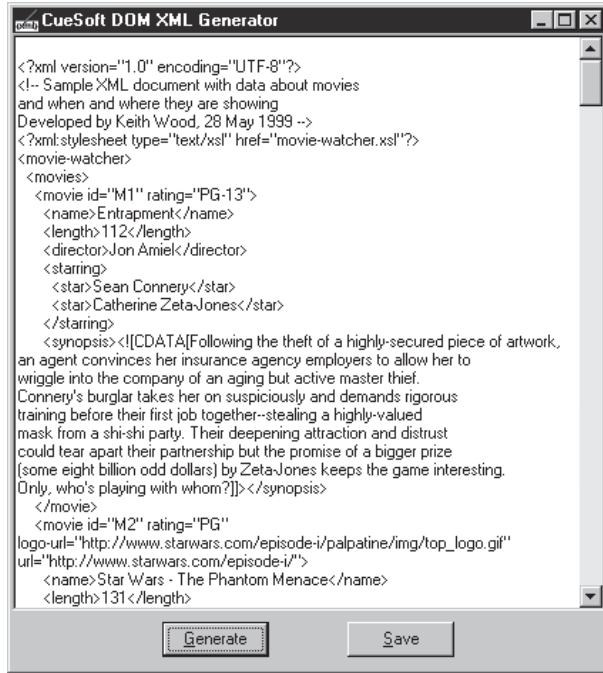 CueSoft DOM XML Generator
<?xml version="1.0" encoding="UTF-8"?>
<!-- Sample XML document with data about movies
and when and where they are showing
Developed by Keith Wood, 28 May 1999 -->
<?xml:stylesheet type="text/xsl" href="movie-watcher.xsl"?>
<movie-watcher>
<movies>
<movie id="M1" rating="PG-13">
<name>Entrapment</name>
<length>112</length>
<director>Jon Amiel</director>
<starring>
<star>Sean Connery</star>
<star>Catherine Zeta-Jones</star>
</starring>
<synopsis><![CDATA[Following the theft of a highly-secured piece of artwork,
an agent convinces her insurance agency employers to allow her to
wriggle into the company of an aging but active master thief.
Connery's burglar takes her on suspiciously and demands rigorous
training before their first job together--stealing a highly-valued
mask from a shi-shi party. Their deepening attraction and distrust
could tear apart their partnership but the promise of a bigger prize
(some eight billion odd dollars) by Zeta-Jones keeps the game interesting.
Only, who's playing with whom?]]></synopsis>
</movie>
<movie id="M2" rating="PG"
logo-url="http://www.starwars.com/episode-i/palpatine/img/top_logo.gif"
url="http://www.starwars.com/episode-i/">
<name>Star Wars - The Phantom Menace</name>
<length>131</length>
Generate
Save